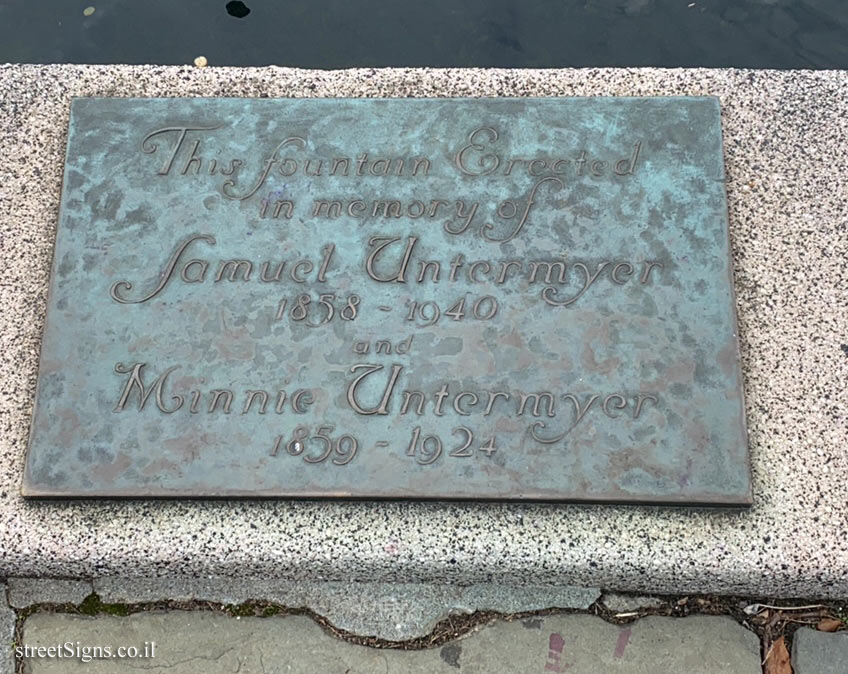 This fountain Erected
in memory of
Samuel Untermyer
1858 - 1940
and
Minnie Untermyer
1859 - 1924
streetSigns.co.il